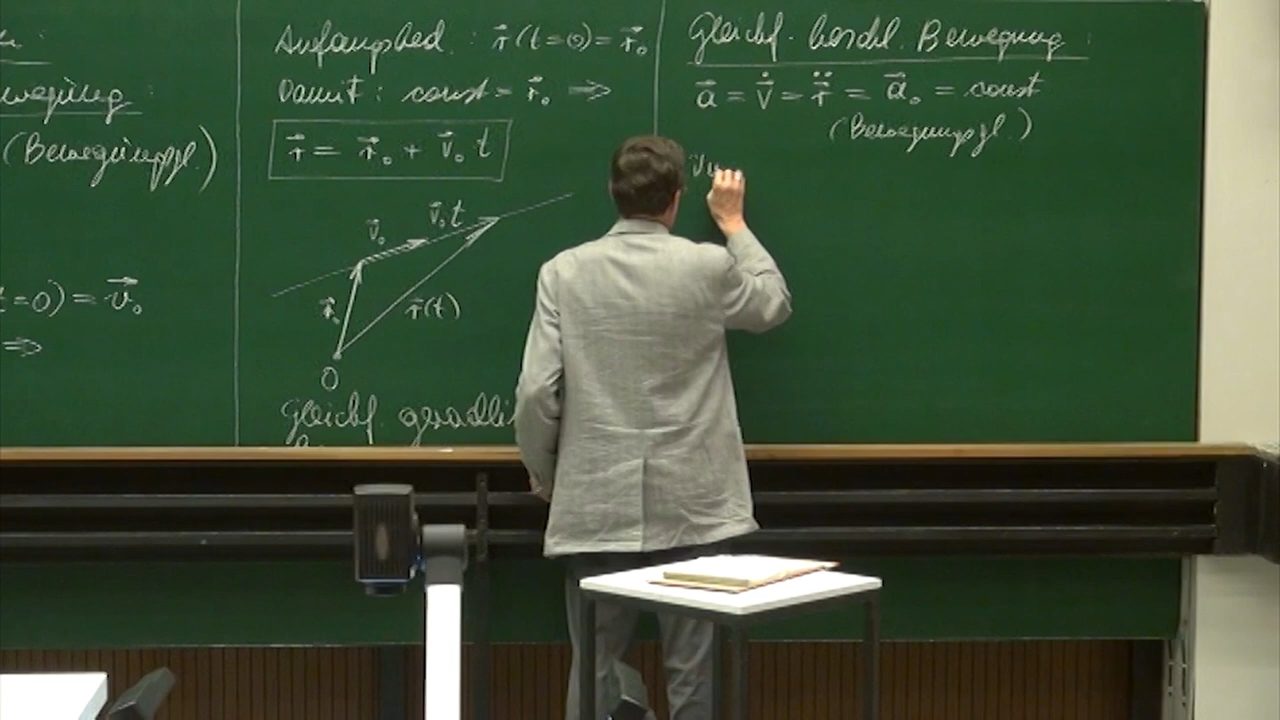 (Bewegungsgl.)
t=0) = v⃗₀
⇒
Anfangsbed. : r⃗(t=0) = r⃗₀
Damit : const = r⃗₀ ⇒
r⃗ = r⃗₀ + v⃗₀ t
v⃗₀ v⃗₀ t
r⃗₀ r⃗(t)
0
gleichf. geradli
Gleichf. beschl. Bewegung :
a⃗ = v⃗̇ = r⃗̈ = a⃗₀ = const
(Bewegungsgl.)